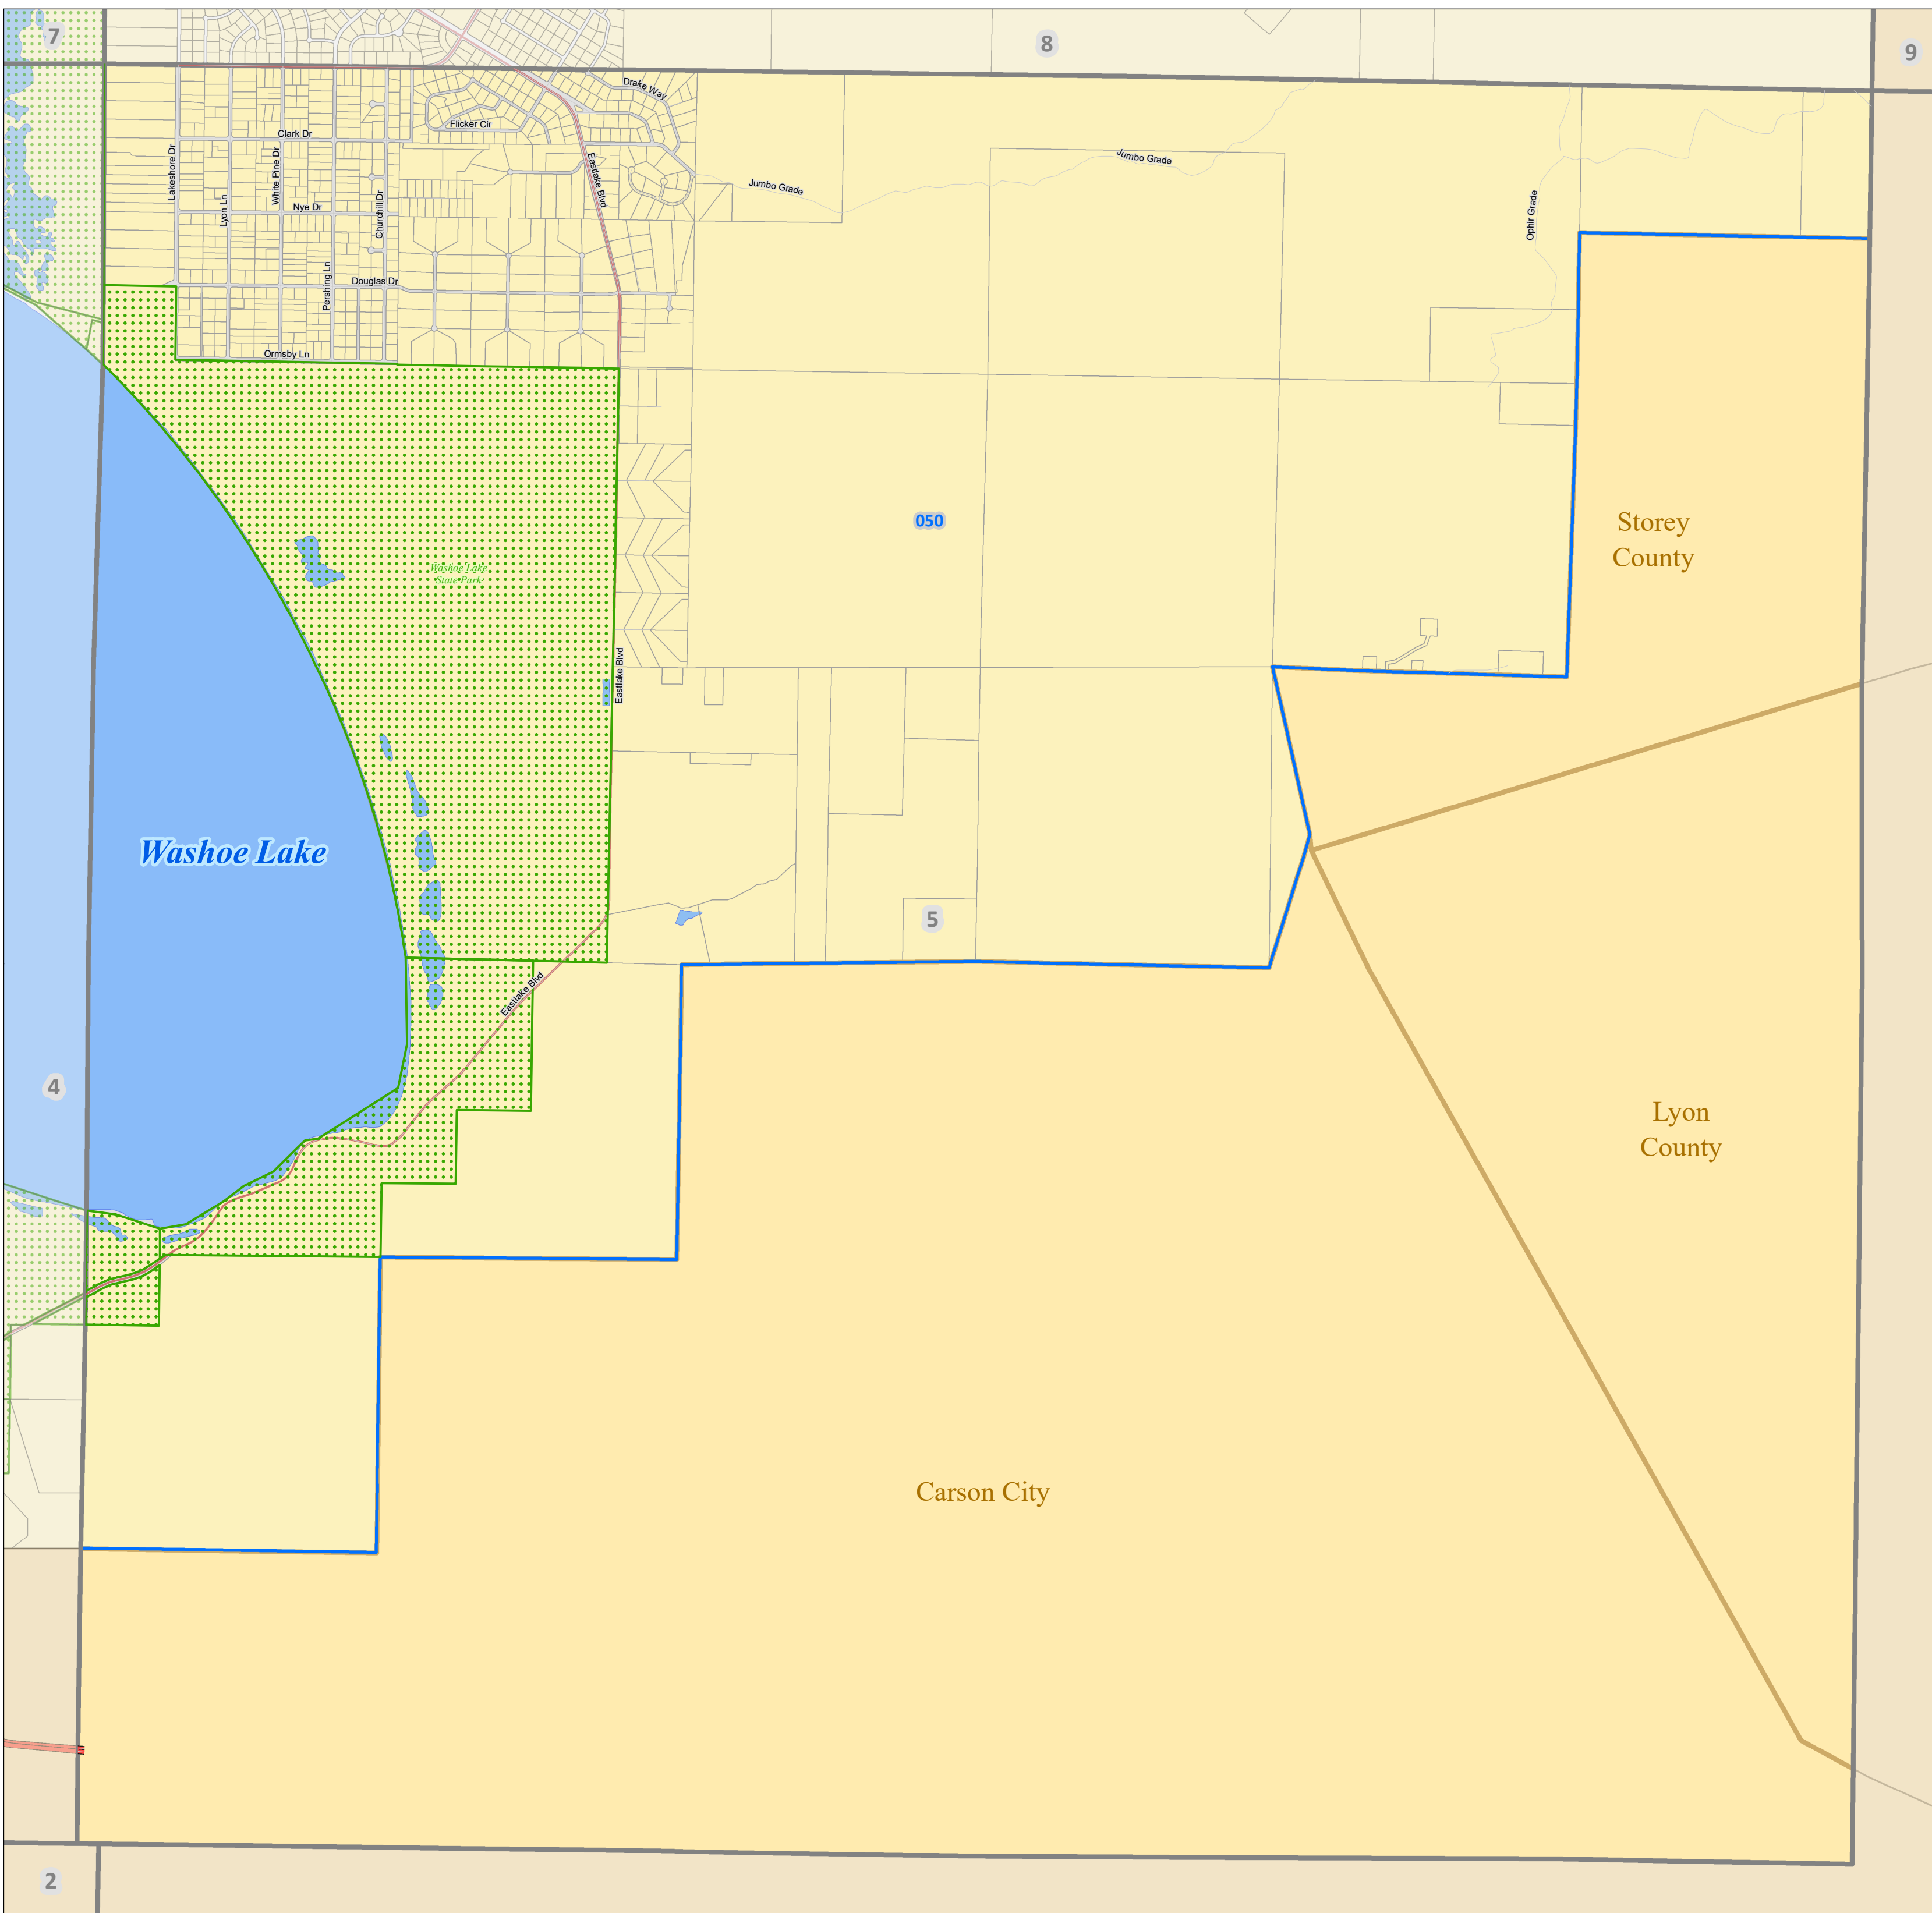 7
8
9
Drake Way
Flicker Cir
Clark Dr
Lakeshore Dr
White Pine Dr
Eastlake Blvd
Jumbo Grade
Jumbo Grade
Lyon Ln
Nye Dr
Churchill Dr
Ophir Grade
Pershing Ln
Douglas Dr
Ormsby Ln
050
Storey
County
Washoe Lake
State Park
Eastlake Blvd
Washoe Lake
5
Eastlake Blvd
4
Lyon
County
Carson City
2